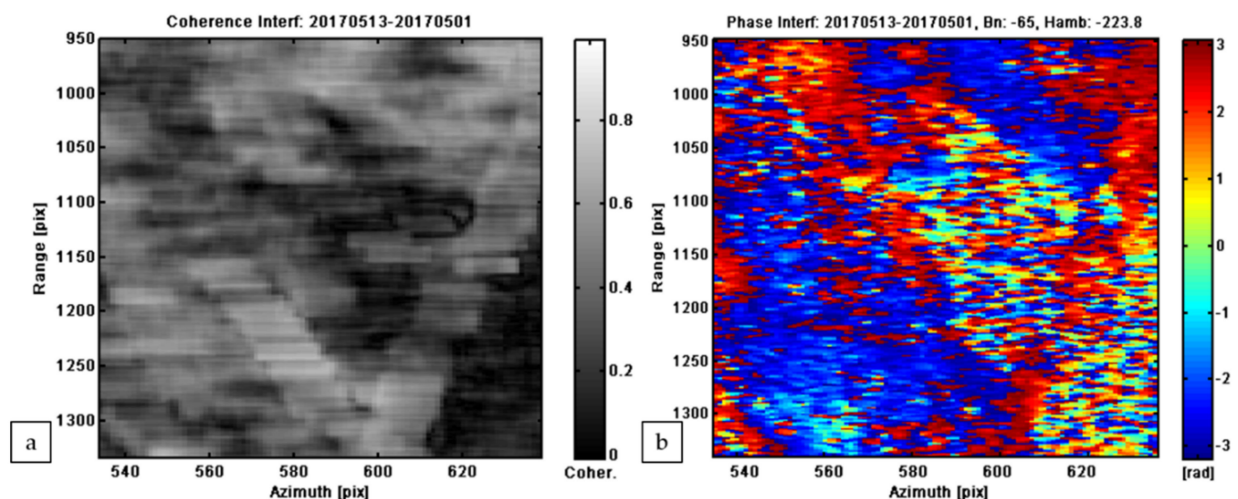 Coherence Interf: 20170513-20170501
950
1000
1050
1100
1150
1200
1250
1300
Range [pix]
540 560 580 600 620
Azimuth [pix]
0.8
0.6
0.4
0.2
0
Coher.
a
Phase Interf: 20170513-20170501, Bn: -65, Hamb: -223.8
950
1000
1050
1100
1150
1200
1250
1300
Range [pix]
540 560 580 600 620
Azimuth [pix]
3
2
1
0
-1
-2
-3
[rad]
b